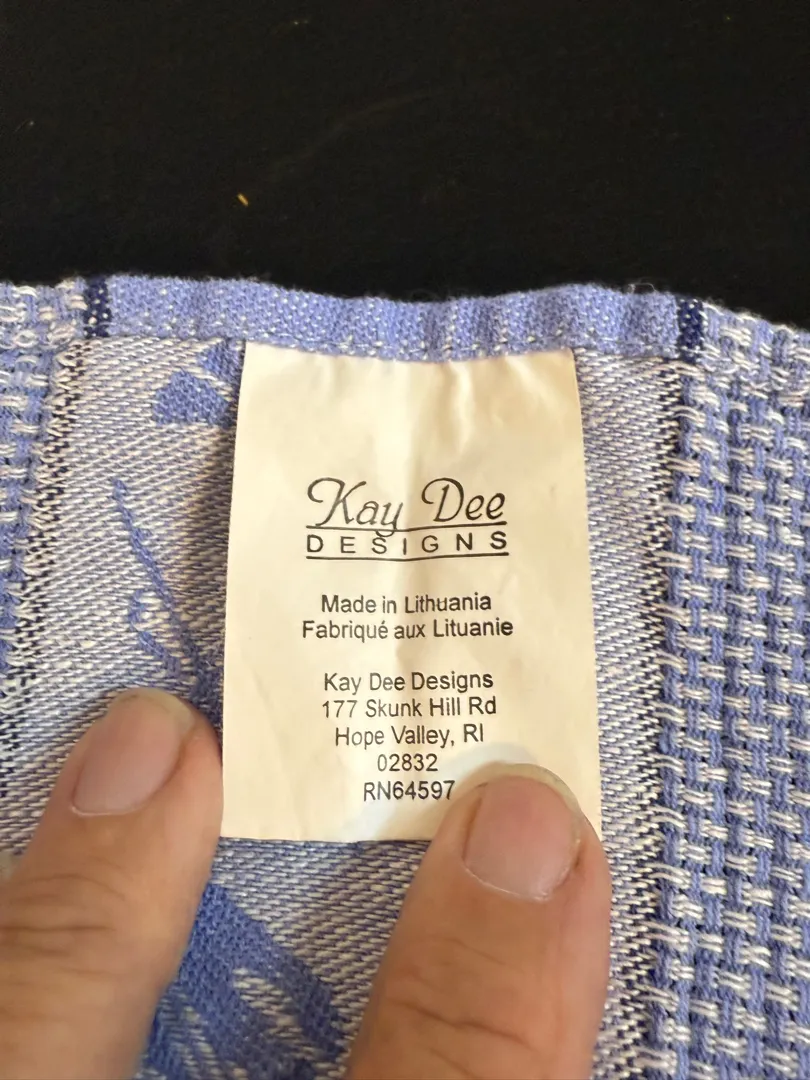 Kay Dee
DESIGNS
Made in Lithuania
Fabriqué aux Lituanie
Kay Dee Designs
177 Skunk Hill Rd
Hope Valley, RI
02832
RN64597